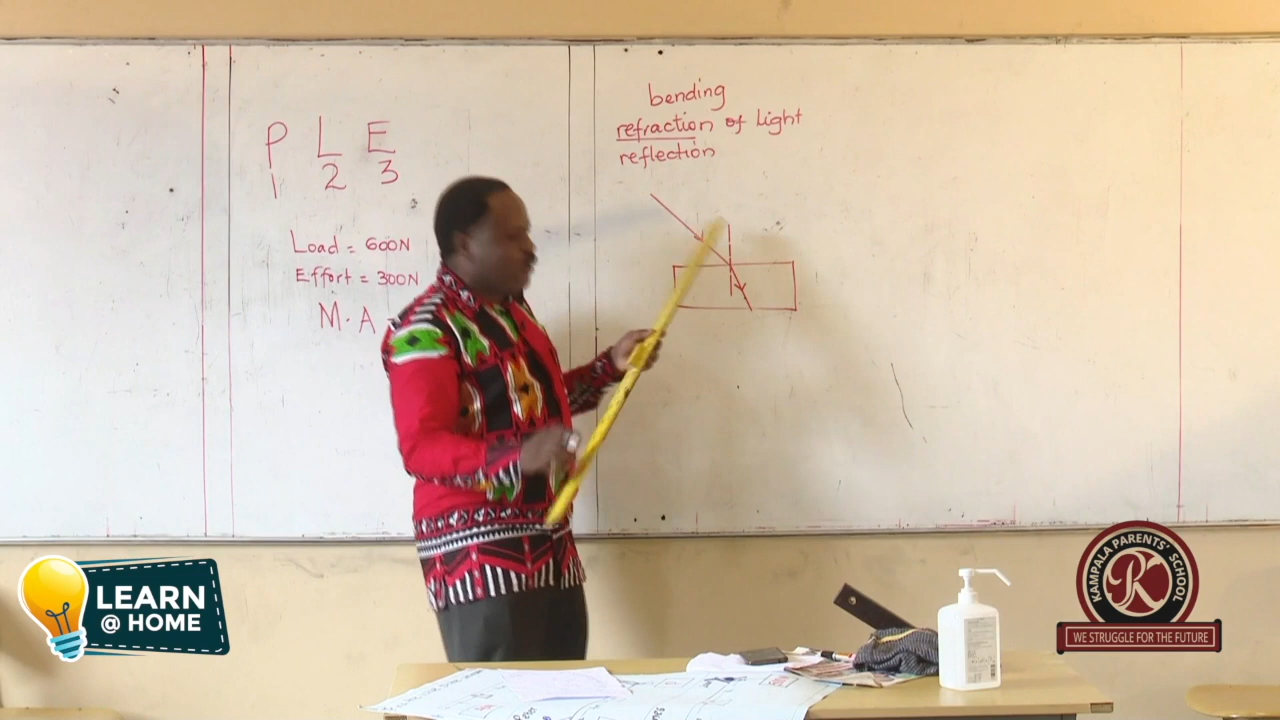 P L E
1 2 3
Load = 600N
Effort = 300N
M.A
bending
refraction of light
reflection
LEARN
@ HOME
KAMPALA PARENTS' SCHOOL
WE STRUGGLE FOR THE FUTURE